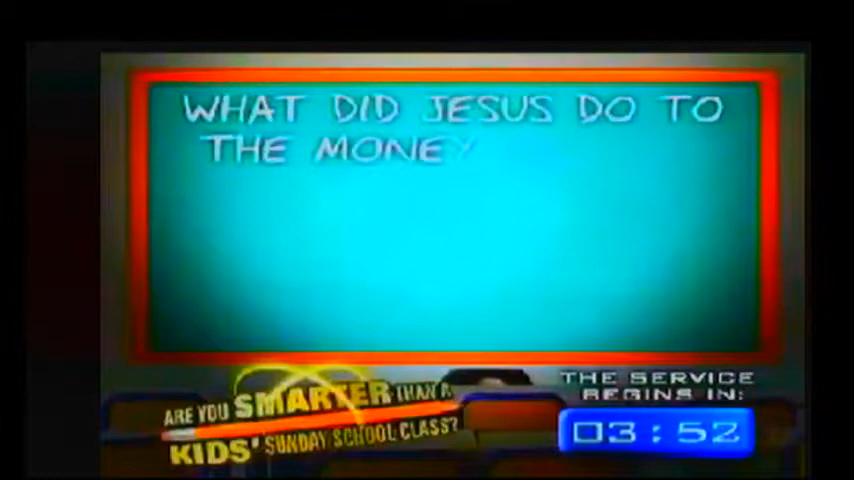 WHAT DID JESUS DO TO
THE MONEY
ARE YOU SMARTER THAN A
KIDS' SUNDAY SCHOOL CLASS?
THE SERVICE
BEGINS IN:
03:52